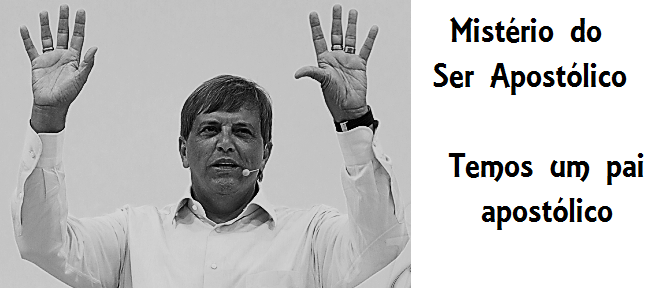 Mistério do
Ser Apostólico
Temos um pai
apostólico